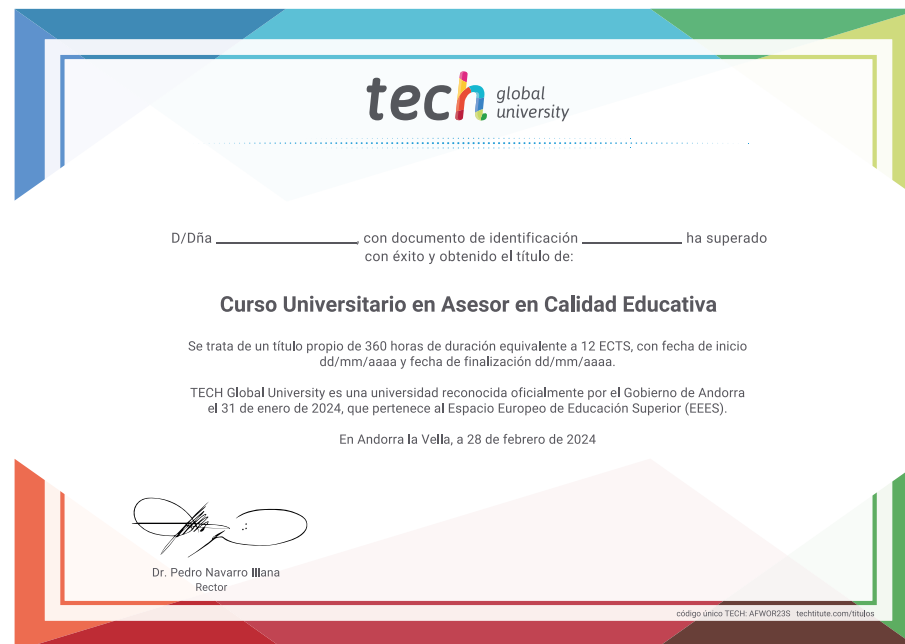 tech global university
D/Dña ____________________, con documento de identificación ______________ ha superado
con éxito y obtenido el título de:
Curso Universitario en Asesor en Calidad Educativa
Se trata de un título propio de 360 horas de duración equivalente a 12 ECTS, con fecha de inicio
dd/mm/aaaa y fecha de finalización dd/mm/aaaa.
TECH Global University es una universidad reconocida oficialmente por el Gobierno de Andorra
el 31 de enero de 2024, que pertenece al Espacio Europeo de Educación Superior (EEES).
En Andorra la Vella, a 28 de febrero de 2024
Dr. Pedro Navarro Illana
Rector
código único TECH: AFWOR23S techtitute.com/titulos